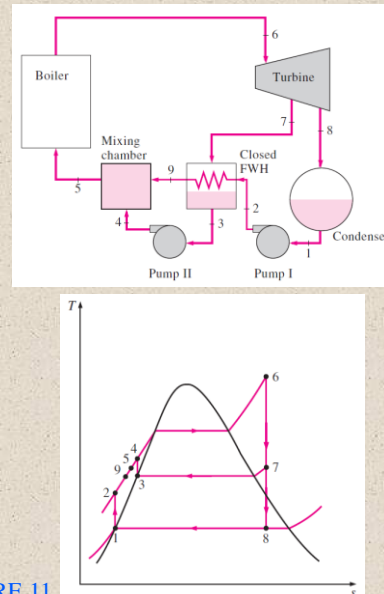 6
Boiler
Turbine
7
8
Mixing
chamber
Closed
FWH
9
5
2
4
3
Condense
1
Pump II
Pump I
T
6
4
5
9
7
3
2
1
8
RE 11
s